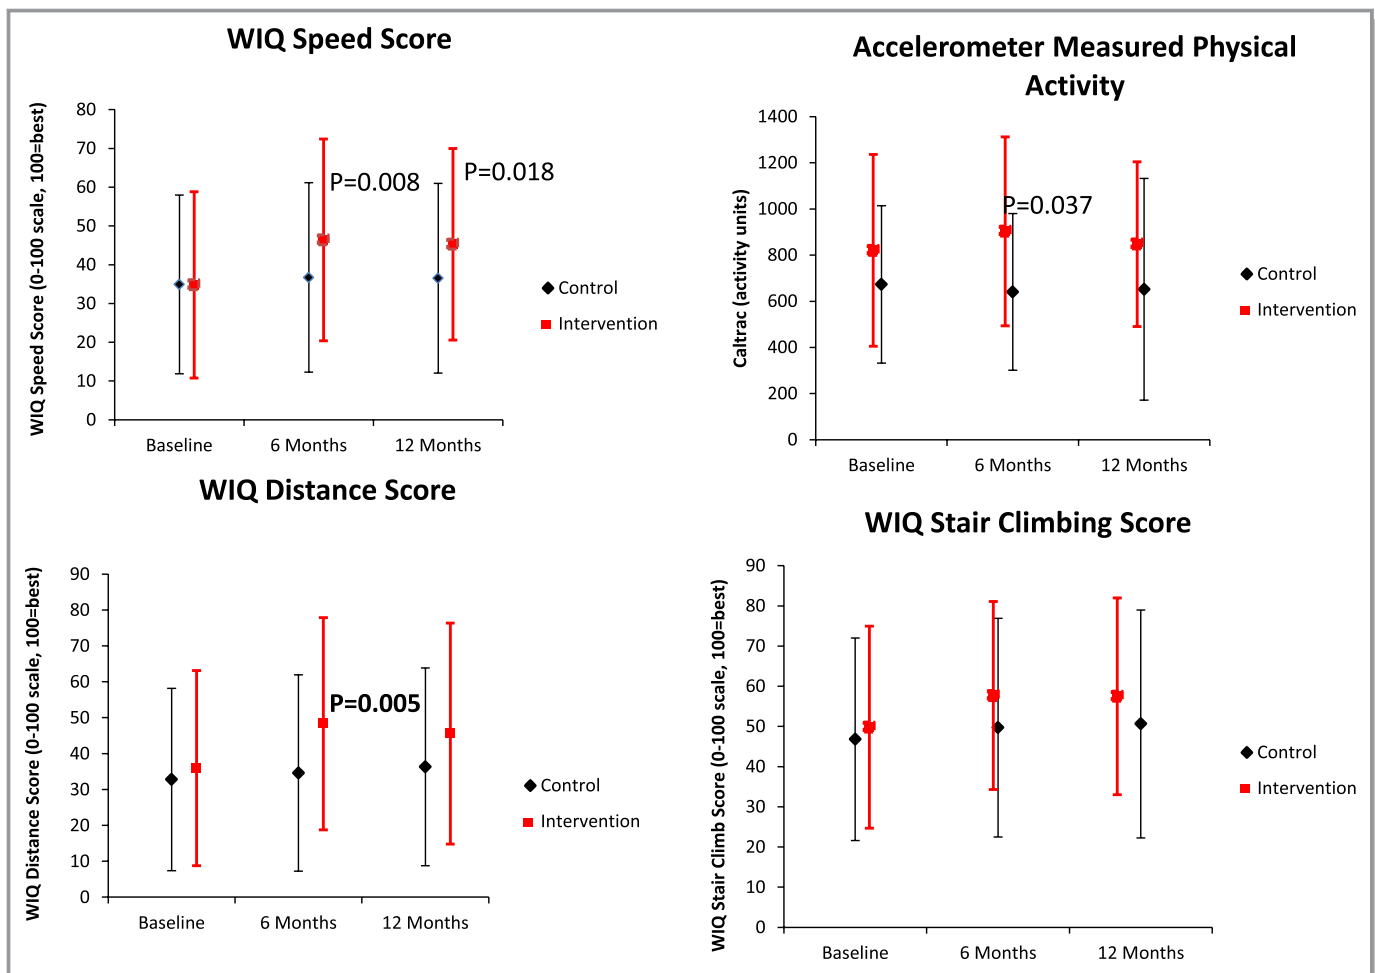 WIQ Speed Score
WIQ Speed Score (0-100 scale, 100=best)
80
70
60
50
40
30
20
10
0
P=0.008
P=0.018
Baseline
6 Months
12 Months
Control
Intervention
Accelerometer Measured Physical
Activity
Caltrac (activity units)
1400
1200
1000
800
600
400
200
0
P=0.037
Baseline
6 Months
12 Months
Control
Intervention
WIQ Distance Score
WIQ Distance Score (0-100 scale, 100=best)
90
80
70
60
50
40
30
20
10
0
P=0.005
Baseline
6 Months
12 Months
Control
Intervention
WIQ Stair Climbing Score
WIQ Stair Climb Score (0-100 scale, 100=best)
90
80
70
60
50
40
30
20
10
0
Baseline
6 Months
12 Months
Control
Intervention